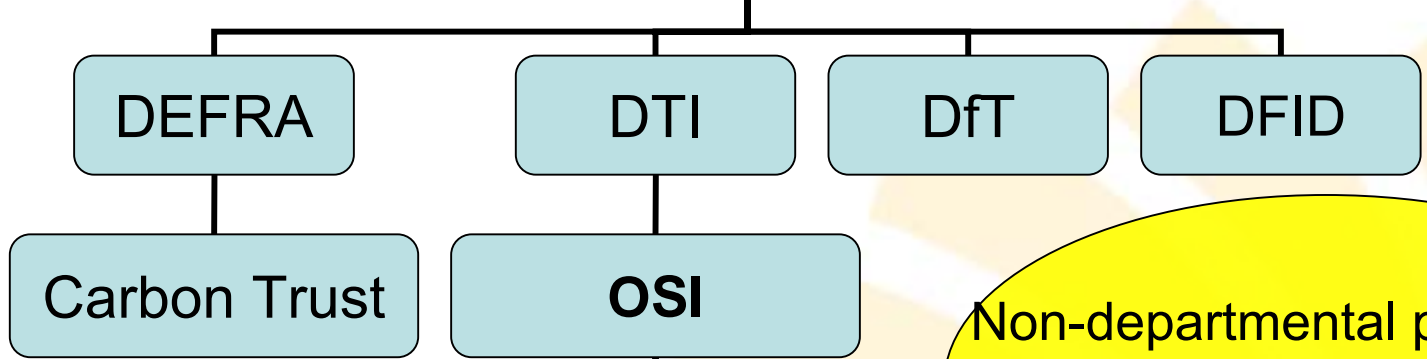 DEFRA
DTI
DfT
DFID
Carbon Trust
OSI
Non-departmental